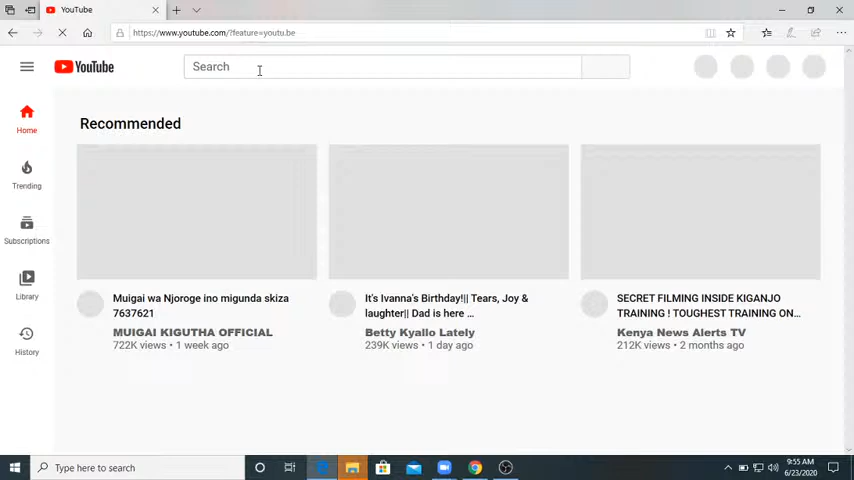 YouTube
https://www.youtube.com/?feature=youtu.be
YouTube
Search
Home
Trending
Subscriptions
Library
History
Recommended
Muigai wa Njoroge ino migunda skiza
7637621
MUIGAI KIGUTHA OFFICIAL
722K views • 1 week ago
It's Ivanna's Birthday!|| Tears, Joy &
laughter|| Dad is here ...
Betty Kyallo Lately
239K views • 1 day ago
SECRET FILMING INSIDE KIGANJO
TRAINING ! TOUGHEST TRAINING ON...
Kenya News Alerts TV
212K views • 2 months ago
Type here to search
9:55 AM
6/23/2020